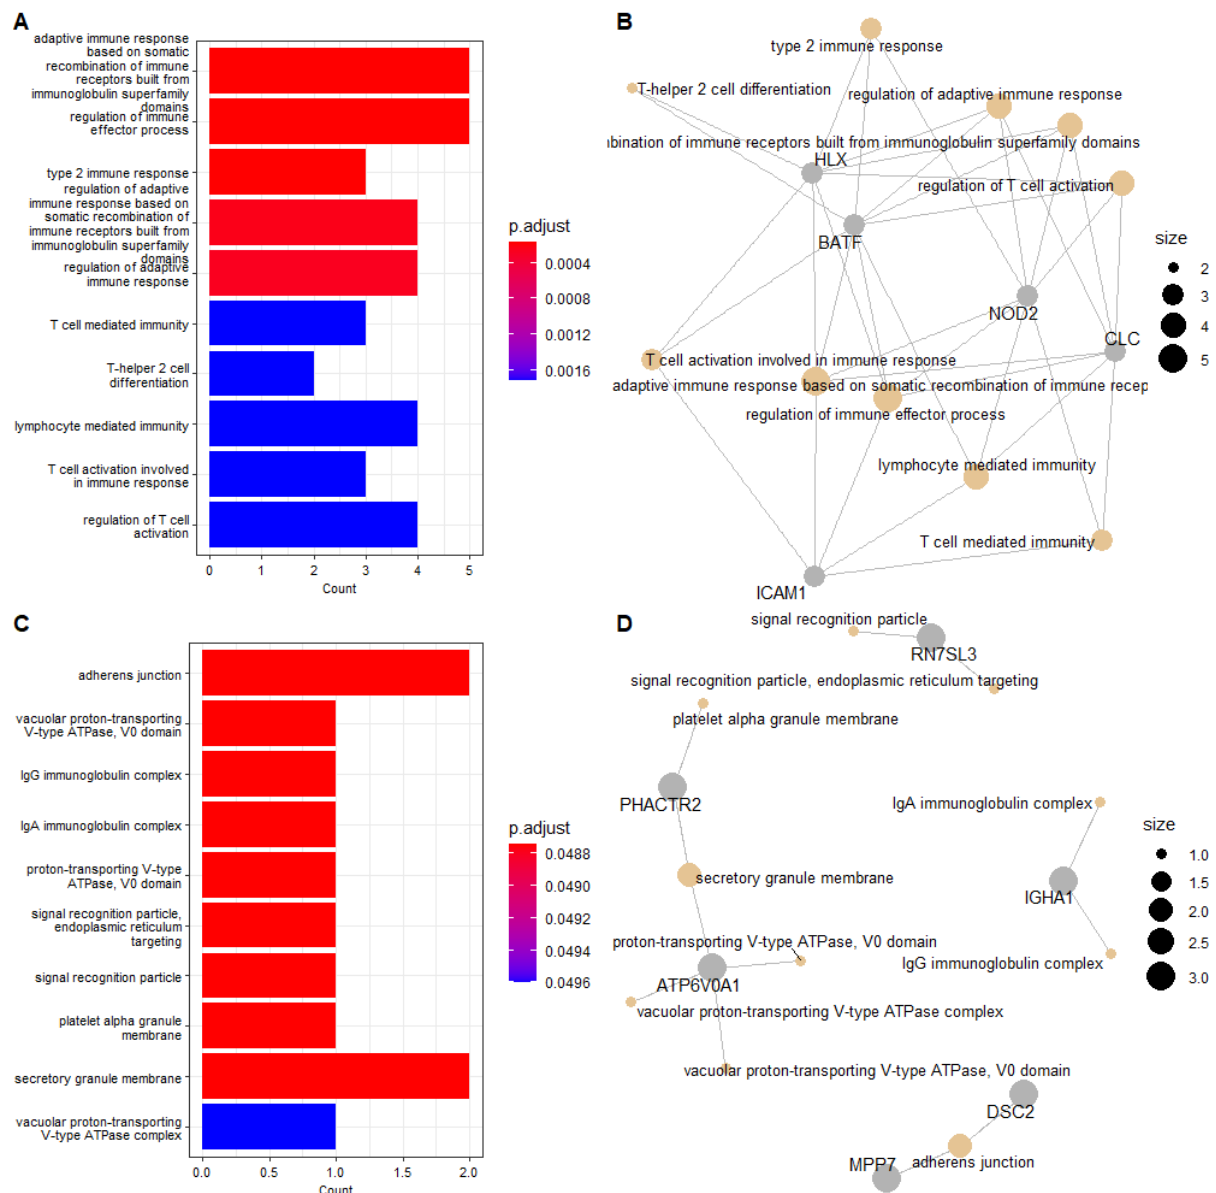 A
adaptive immune response
based on somatic
recombination of immune
receptors built from
immunoglobulin superfamily
domains
regulation of immune
effector process
type 2 immune response
regulation of adaptive
immune response based on
somatic recombination of
immune receptors built from
immunoglobulin superfamily
domains
regulation of adaptive
immune response
T cell mediated immunity
T-helper 2 cell
differentiation
lymphocyte mediated immunity
T cell activation involved
in immune response
regulation of T cell
activation
0 1 2 3 4 5
Count
p.adjust
0.0004
0.0008
0.0012
0.0016
B
type 2 immune response
T-helper 2 cell differentiation
regulation of adaptive immune response
bination of immune receptors built from immunoglobulin superfamily domains
HLX
regulation of T cell activation
BATF
NOD2
CLC
T cell activation involved in immune response
adaptive immune response based on somatic recombination of immune recep
regulation of immune effector process
lymphocyte mediated immunity
T cell mediated immunity
ICAM1
size
2
3
4
5
C
adherens junction
vacuolar proton-transporting
V-type ATPase, V0 domain
IgG immunoglobulin complex
IgA immunoglobulin complex
proton-transporting V-type
ATPase, V0 domain
signal recognition particle,
endoplasmic reticulum
targeting
signal recognition particle
platelet alpha granule
membrane
secretory granule membrane
vacuolar proton-transporting
V-type ATPase complex
0.0 0.5 1.0 1.5 2.0
Count
p.adjust
0.0488
0.0490
0.0492
0.0494
0.0496
D
signal recognition particle
RN7SL3
signal recognition particle, endoplasmic reticulum targeting
platelet alpha granule membrane
PHACTR2
IgA immunoglobulin complex
secretory granule membrane
IGHA1
proton-transporting V-type ATPase, V0 domain
IgG immunoglobulin complex
ATP6V0A1
vacuolar proton-transporting V-type ATPase complex
vacuolar proton-transporting V-type ATPase, V0 domain
DSC2
MPP7
adherens junction
size
1.0
1.5
2.0
2.5
3.0